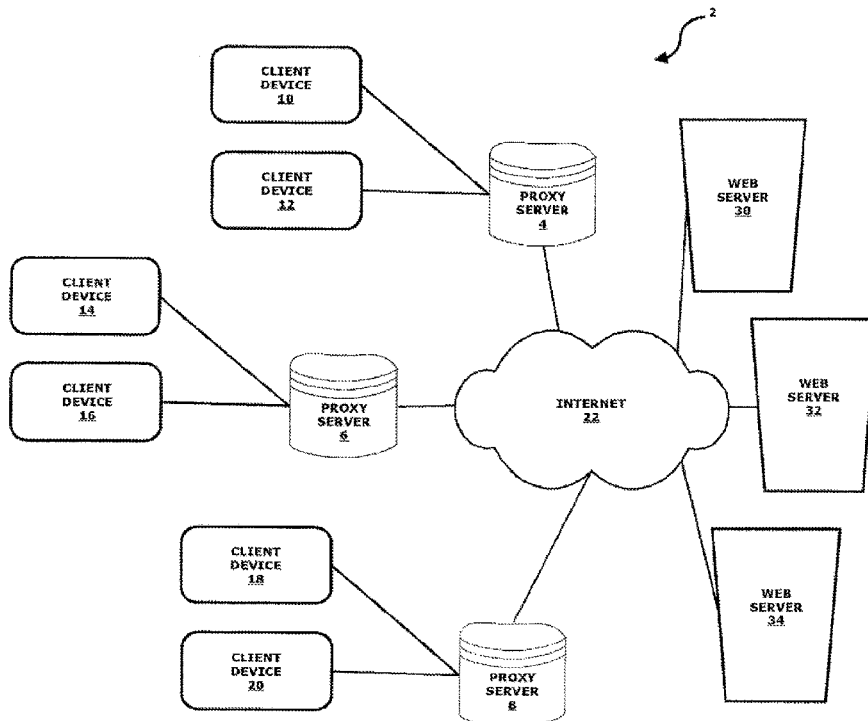 2
CLIENT
DEVICE
10
CLIENT
DEVICE
12
PROXY
SERVER
4
WEB
SERVER
30
CLIENT
DEVICE
14
CLIENT
DEVICE
16
PROXY
SERVER
6
INTERNET
22
WEB
SERVER
32
CLIENT
DEVICE
18
CLIENT
DEVICE
20
PROXY
SERVER
8
WEB
SERVER
34